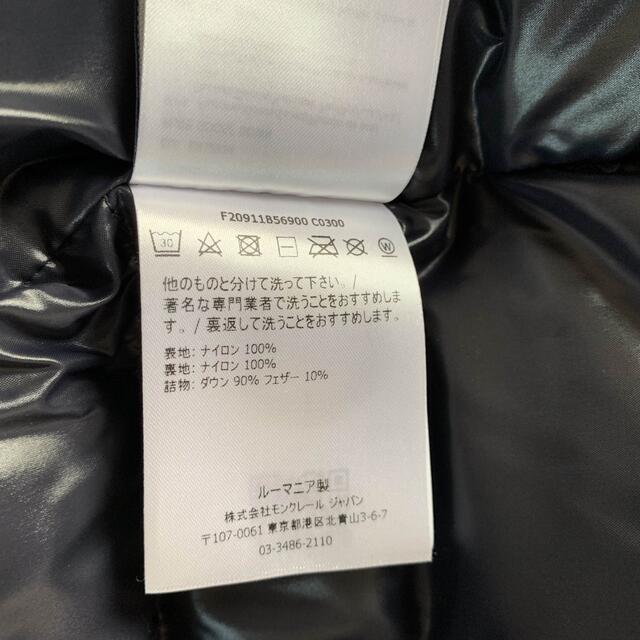 F20911B56900 C0300
30
W
他のものと分けて洗って下さい。/
著名な専門業者で洗うことをおすすめしま
す。/ 裏返して洗うことをおすすめします。
表地: ナイロン 100%
裏地: ナイロン 100%
詰物: ダウン 90% フェザー 10%
ルーマニア製
株式会社モンクレール ジャパン
〒107-0061 東京都港区北青山3-6-7
03-3486-2110